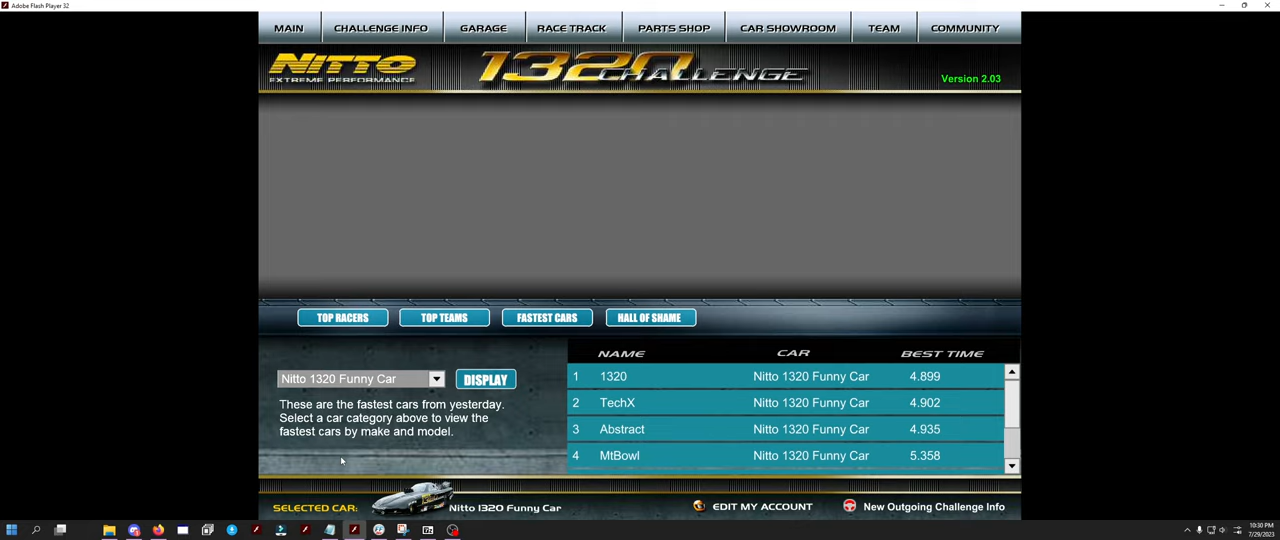 Adobe Flash Player 32
MAIN CHALLENGE INFO GARAGE RACE TRACK PARTS SHOP CAR SHOWROOM TEAM COMMUNITY
NITTO
EXTREME PERFORMANCE
1320 CHALLENGE
Version 2.03
TOP RACERS TOP TEAMS FASTEST CARS HALL OF SHAME
Nitto 1320 Funny Car DISPLAY
These are the fastest cars from yesterday.
Select a car category above to view the
fastest cars by make and model.
NAME CAR BEST TIME
1 1320 Nitto 1320 Funny Car 4.899
2 TechX Nitto 1320 Funny Car 4.902
3 Abstract Nitto 1320 Funny Car 4.935
4 MtBowl Nitto 1320 Funny Car 5.358
SELECTED CAR: Nitto 1320 Funny Car EDIT MY ACCOUNT New Outgoing Challenge Info
10:30 PM
7/29/2023